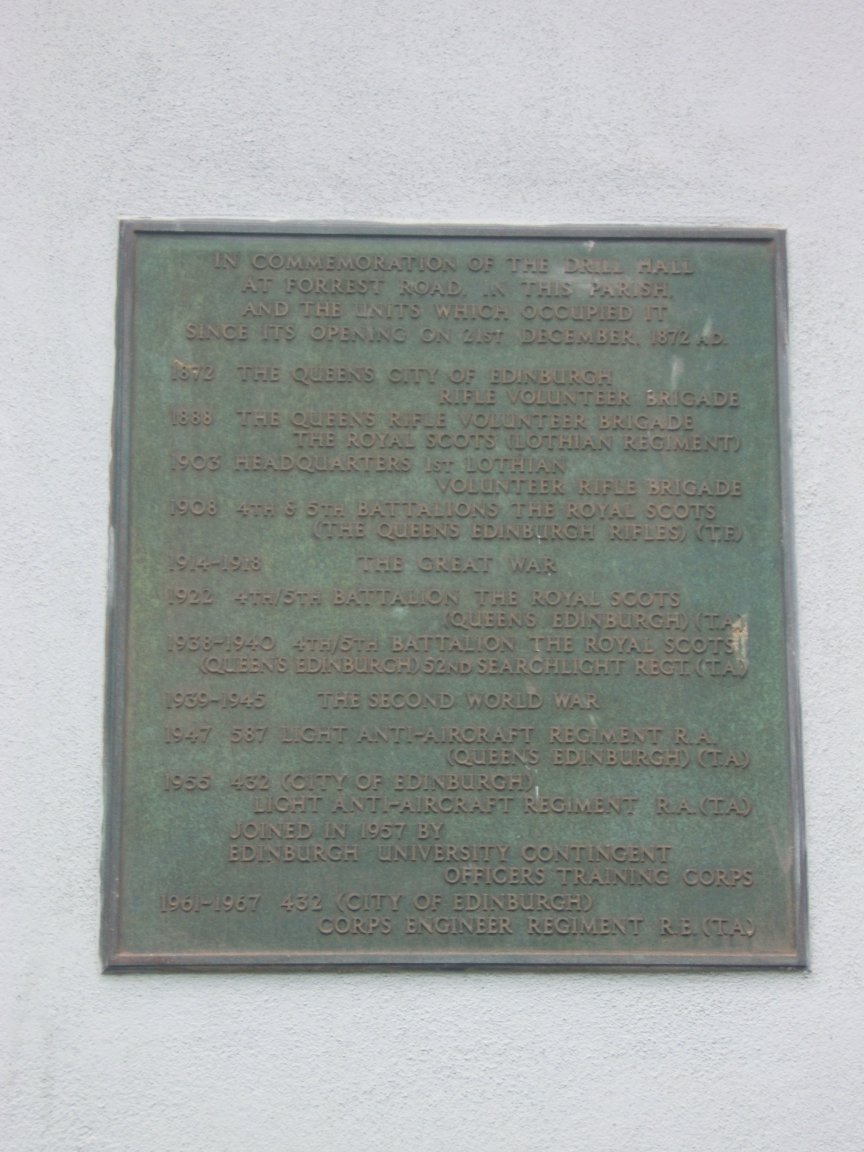 IN COMMEMORATION OF THE DRILL HALL
AT FORREST ROAD, IN THIS PARISH,
AND THE UNITS WHICH OCCUPIED IT
SINCE ITS OPENING ON 21ST DECEMBER, 1872 A.D.
1872 THE QUEENS CITY OF EDINBURGH
RIFLE VOLUNTEER BRIGADE
1888 THE QUEENS RIFLE VOLUNTEER BRIGADE
THE ROYAL SCOTS (LOTHIAN REGIMENT)
1903 HEADQUARTERS 1ST LOTHIAN
VOLUNTEER RIFLE BRIGADE
1908 4TH & 5TH BATTALIONS THE ROYAL SCOTS
(THE QUEENS EDINBURGH RIFLES) (T.F.)
1914-1918 THE GREAT WAR
1922 4TH/5TH BATTALION THE ROYAL SCOTS
(QUEENS EDINBURGH) (T.A.)
1938-1940 4TH/5TH BATTALION THE ROYAL SCOTS
(QUEEN'S EDINBURGH) 52ND SEARCHLIGHT REGT. (T.A.)
1939-1945 THE SECOND WORLD WAR
1947 587 LIGHT ANTI-AIRCRAFT REGIMENT R.A.
(QUEENS EDINBURGH) (T.A.)
1955 432 (CITY OF EDINBURGH)
LIGHT ANTI-AIRCRAFT REGIMENT R.A. (T.A.)
JOINED IN 1957 BY
EDINBURGH UNIVERSITY CONTINGENT
OFFICERS TRAINING CORPS
1961-1967 432 (CITY OF EDINBURGH)
CORPS ENGINEER REGIMENT R.E. (T.A.)